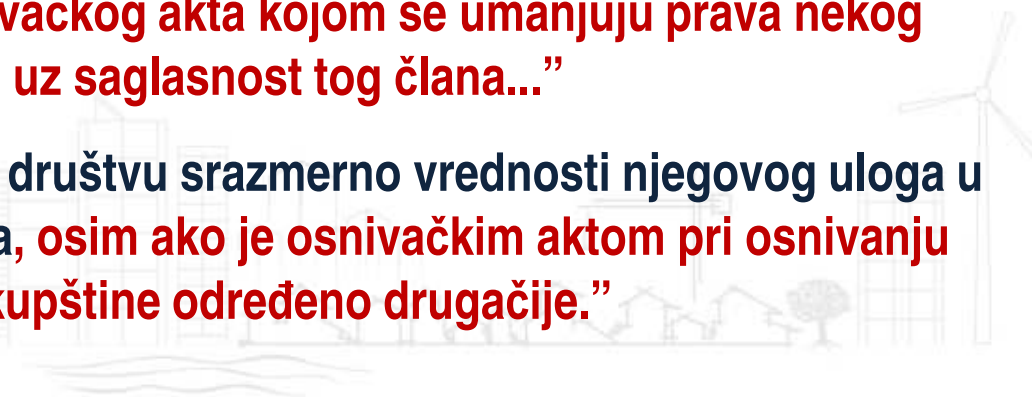 vačkog akta kojom se umanjuju prava nekog
uz saglasnost tog člana...”
društvu srazmerno vrednosti njegovog uloga u
a, osim ako je osnivačkim aktom pri osnivanju
kupštine određeno drugačije.”